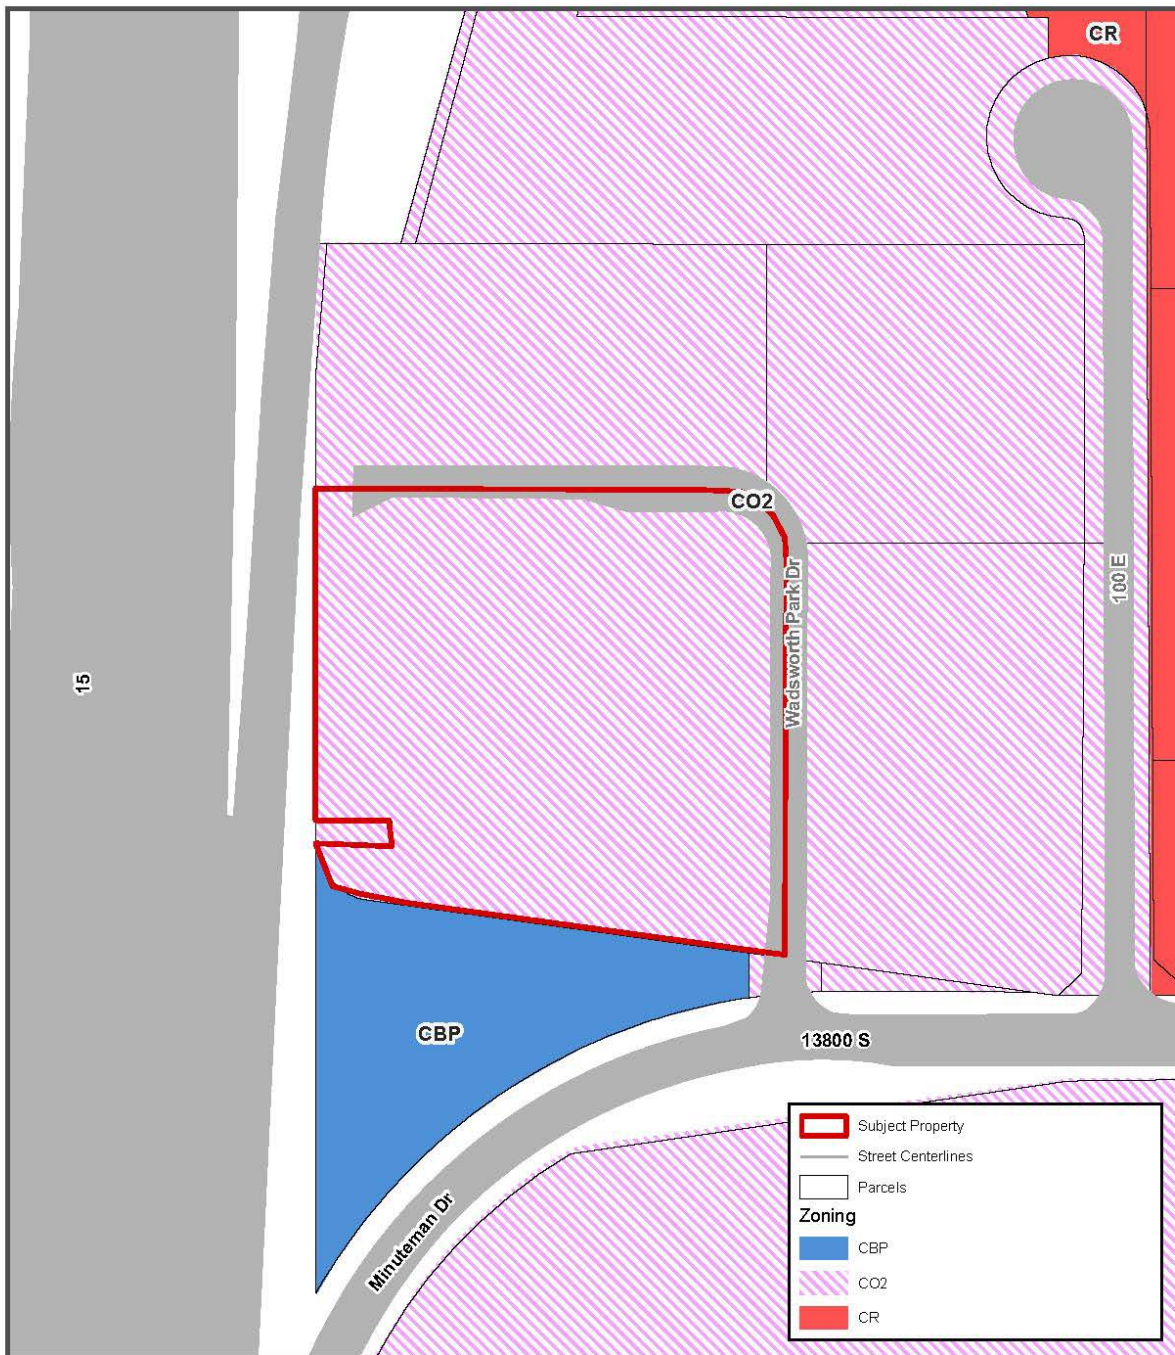 CR
CO2
Wadsworth Park Dr
100 E
15
CBP
13800 S
Minuteman Dr
Subject Property
Street Centerlines
Parcels
Zoning
CBP
CO2
CR